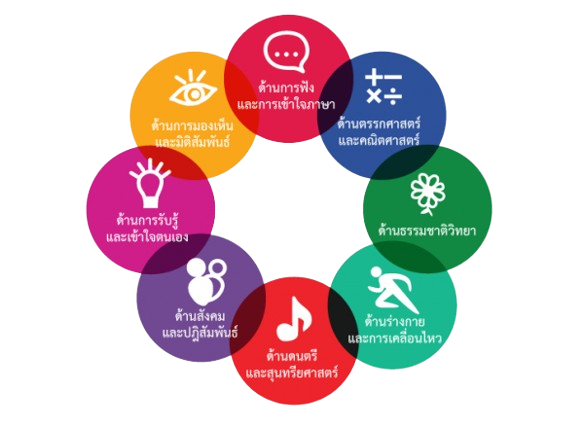 ด้านการฟัง
และการเข้าใจภาษา
ด้านตรรกศาสตร์
และคณิตศาสตร์
ด้านธรรมชาติวิทยา
ด้านร่างกาย
และการเคลื่อนไหว
ด้านดนตรี
และสุนทรียศาสตร์
ด้านสังคม
และปฎิสัมพันธ์
ด้านการรับรู้
และเข้าใจตนเอง
ด้านการมองเห็น
และมิติสัมพันธ์